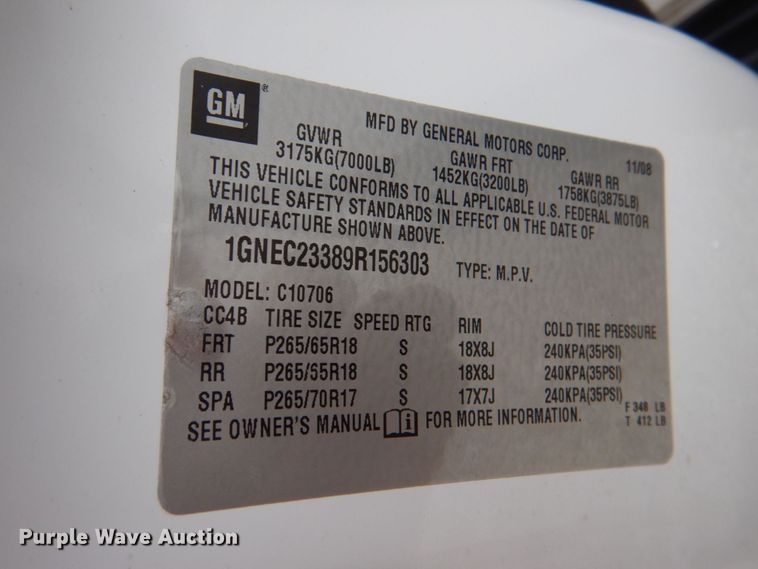 GM ®
MFD BY GENERAL MOTORS CORP. 11/08
GVWR GAWR FRT GAWR RR
3175KG(7000LB) 1452KG(3200LB) 1758KG(3875LB)
THIS VEHICLE CONFORMS TO ALL APPLICABLE U.S. FEDERAL MOTOR
VEHICLE SAFETY STANDARDS IN EFFECT ON THE DATE OF
MANUFACTURE SHOWN ABOVE.
1GNEC23389R156303 TYPE: M.P.V.
MODEL: C10706
CC4B TIRE SIZE SPEED RTG RIM COLD TIRE PRESSURE
FRT P265/65R18 S 18X8J 240KPA(35PSI)
RR P265/65R18 S 18X8J 240KPA(35PSI)
SPA P265/70R17 S 17X7J 240KPA(35PSI)
F 348 LB
SEE OWNER'S MANUAL i FOR MORE INFORMATION. T 412 LB
Purple Wave Auction